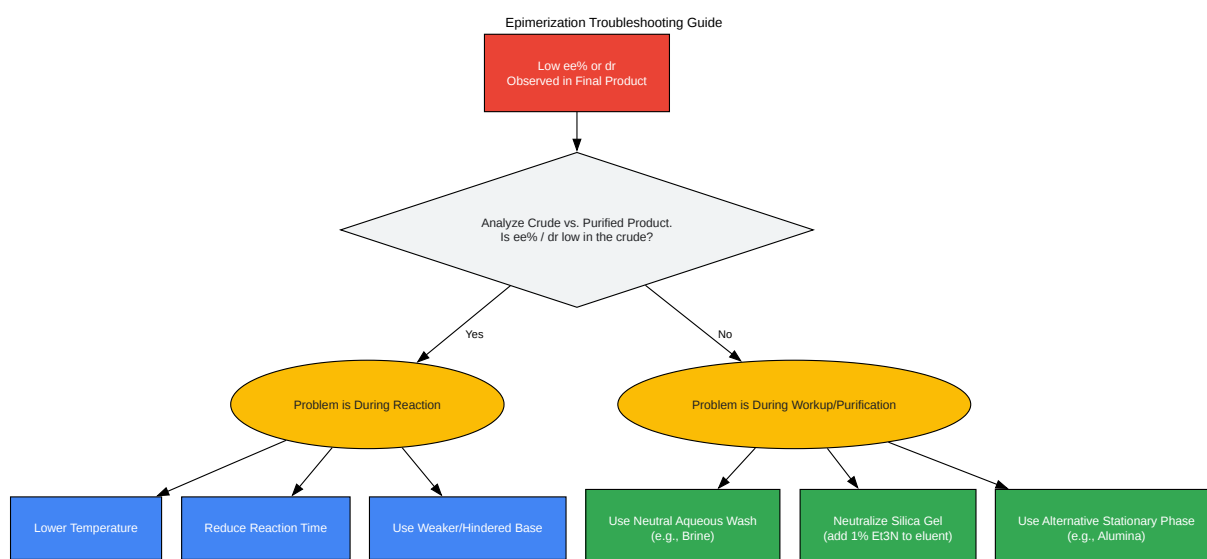 Epimerization Troubleshooting Guide
Low ee% or dr
Observed in Final Product
Analyze Crude vs. Purified Product.
Is ee% / dr low in the crude?
Yes
No
Problem is During Reaction
Problem is During Workup/Purification
Lower Temperature
Reduce Reaction Time
Use Weaker/Hindered Base
Use Neutral Aqueous Wash
(e.g., Brine)
Neutralize Silica Gel
(add 1% Et3N to eluent)
Use Alternative Stationary Phase
(e.g., Alumina)